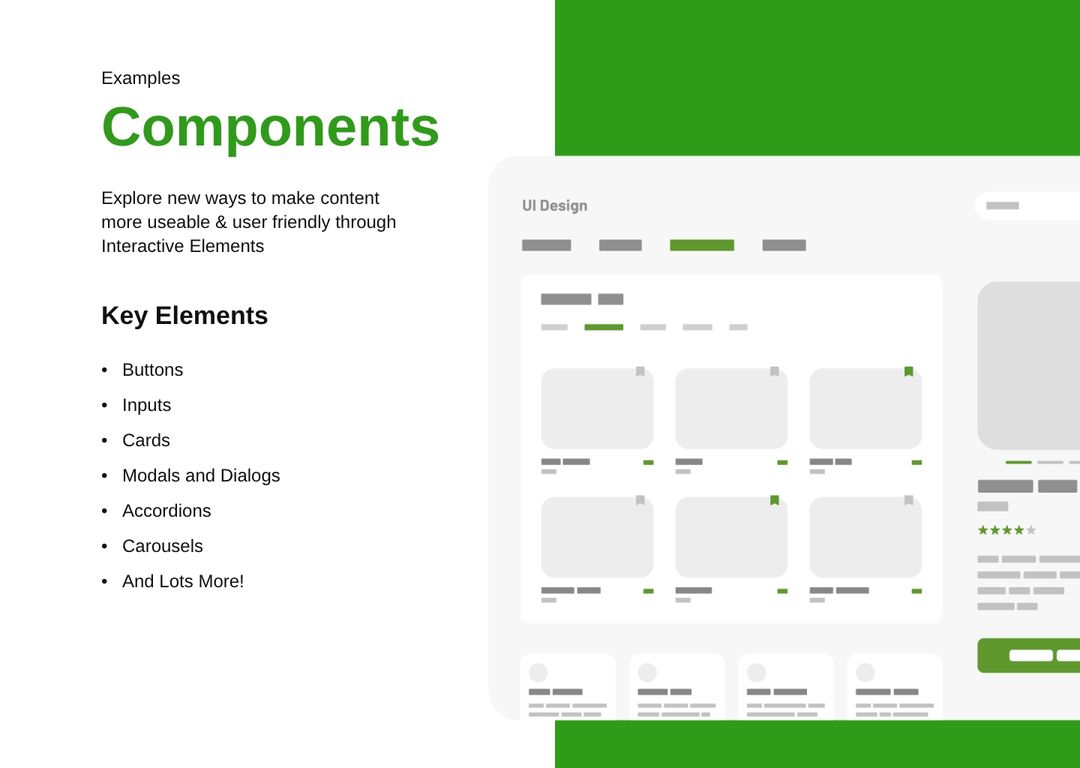 Examples
Components
Explore new ways to make content
more useable & user friendly through
Interactive Elements
Key Elements
• Buttons
• Inputs
• Cards
• Modals and Dialogs
• Accordions
• Carousels
• And Lots More!
UI Design